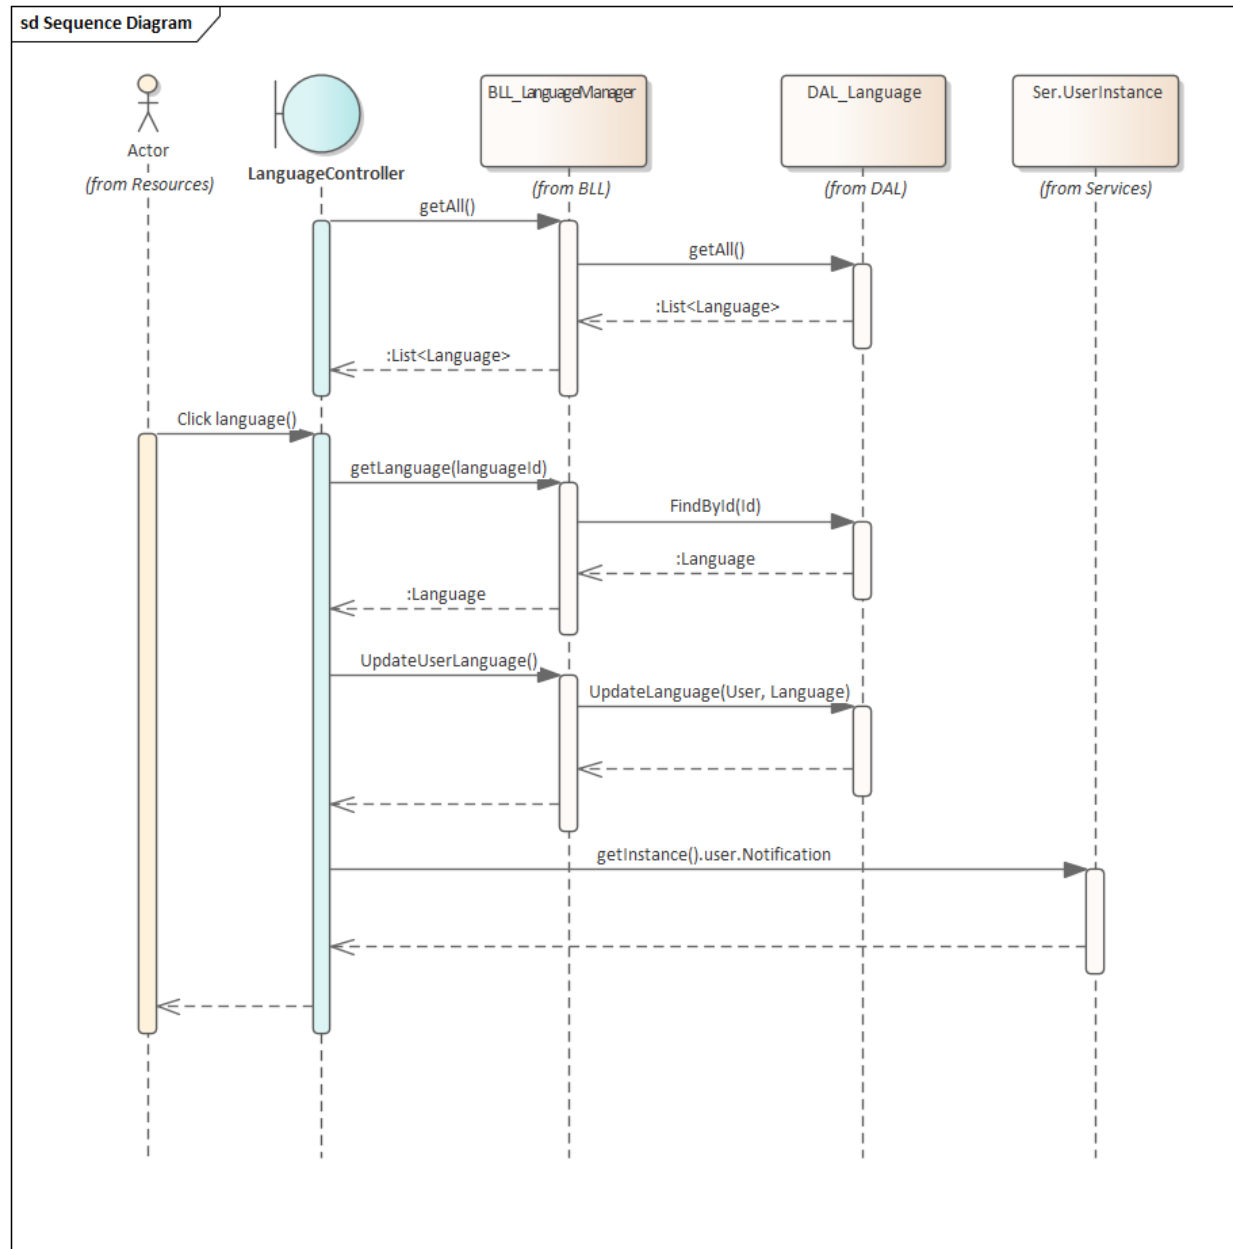 sd Sequence Diagram
BLL_LanguageManager
DAL_Language
Ser.UserInstance
Actor
LanguageController
(from Resources)
(from BLL)
(from DAL)
(from Services)
getAll()
getAll()
:List<Language>
:List<Language>
Click language()
getLanguage(languageId)
FindById(Id)
:Language
:Language
UpdateUserLanguage()
UpdateLanguage(User, Language)
getInstance().user.Notification